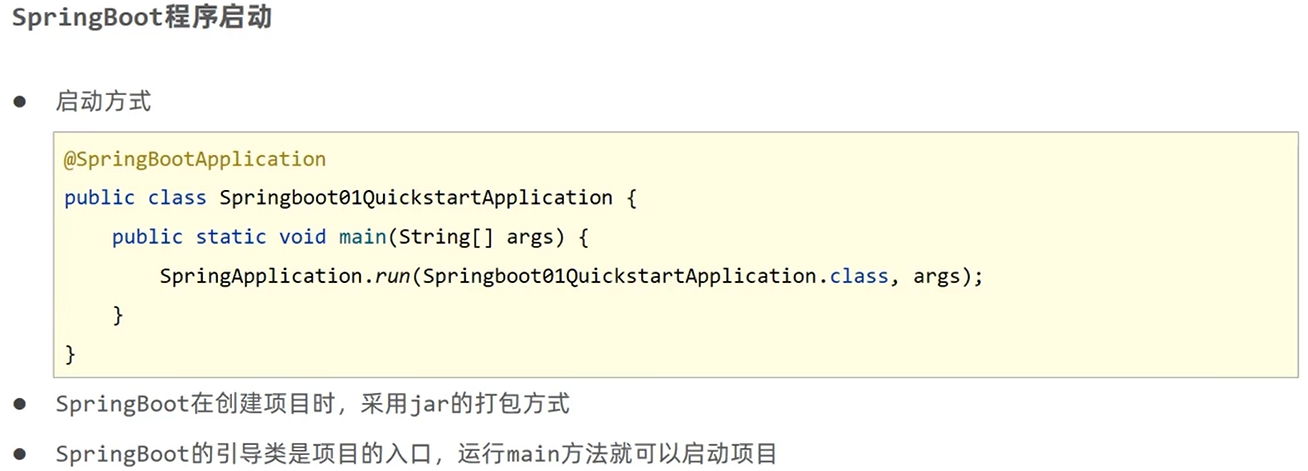 SpringBoot程序启动
● 启动方式
@SpringBootApplication
public class Springboot01QuickstartApplication {
    public static void main(String[] args) {
        SpringApplication.run(Springboot01QuickstartApplication.class, args);
    }
}
● SpringBoot在创建项目时，采用jar的打包方式
● SpringBoot的引导类是项目的入口，运行main方法就可以启动项目